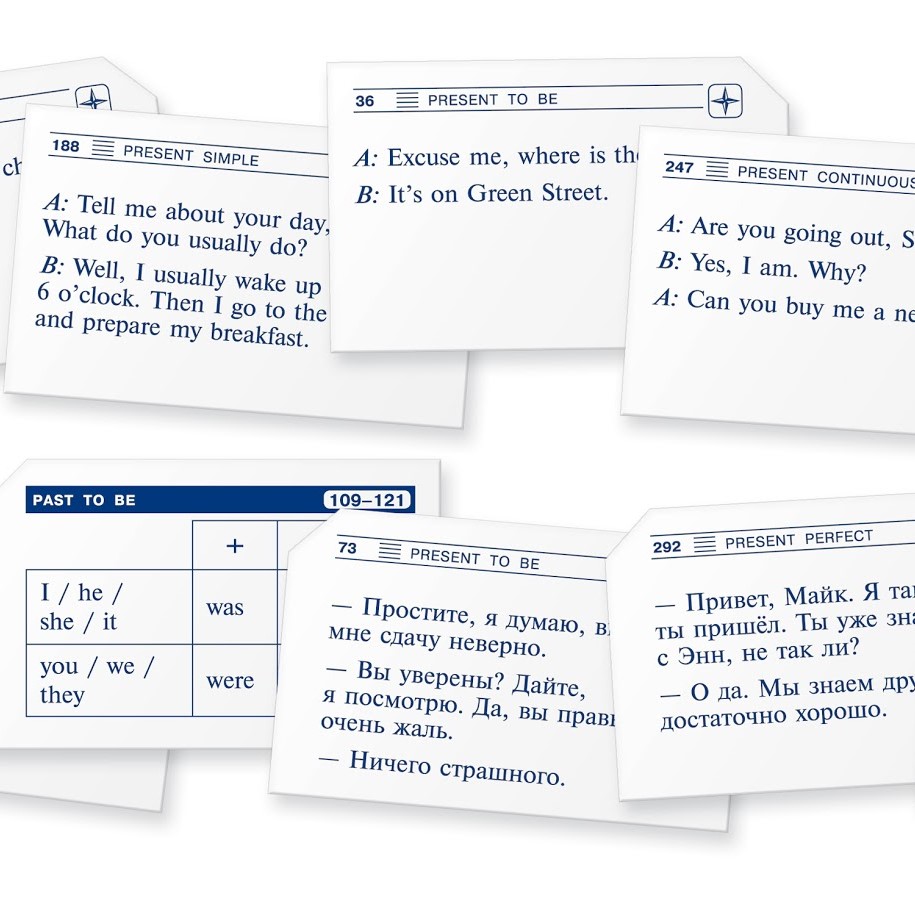 ch
188 PRESENT SIMPLE
A: Tell me about your day,
What do you usually do?
B: Well, I usually wake up
6 o’clock. Then I go to the
and prepare my breakfast.
36 PRESENT TO BE
A: Excuse me, where is the
B: It’s on Green Street.
247 PRESENT CONTINUOUS
A: Are you going out, S
B: Yes, I am. Why?
A: Can you buy me a ne
PAST TO BE 109–121
+
I / he /
she / it
was
you / we /
they
were
73 PRESENT TO BE
— Простите, я думаю, в
мне сдачу неверно.
— Вы уверены? Дайте,
я посмотрю. Да, вы правы
очень жаль.
— Ничего страшного.
292 PRESENT PERFECT
— Привет, Майк. Я та
ты пришёл. Ты уже зна
с Энн, не так ли?
— О да. Мы знаем дру
достаточно хорошо.